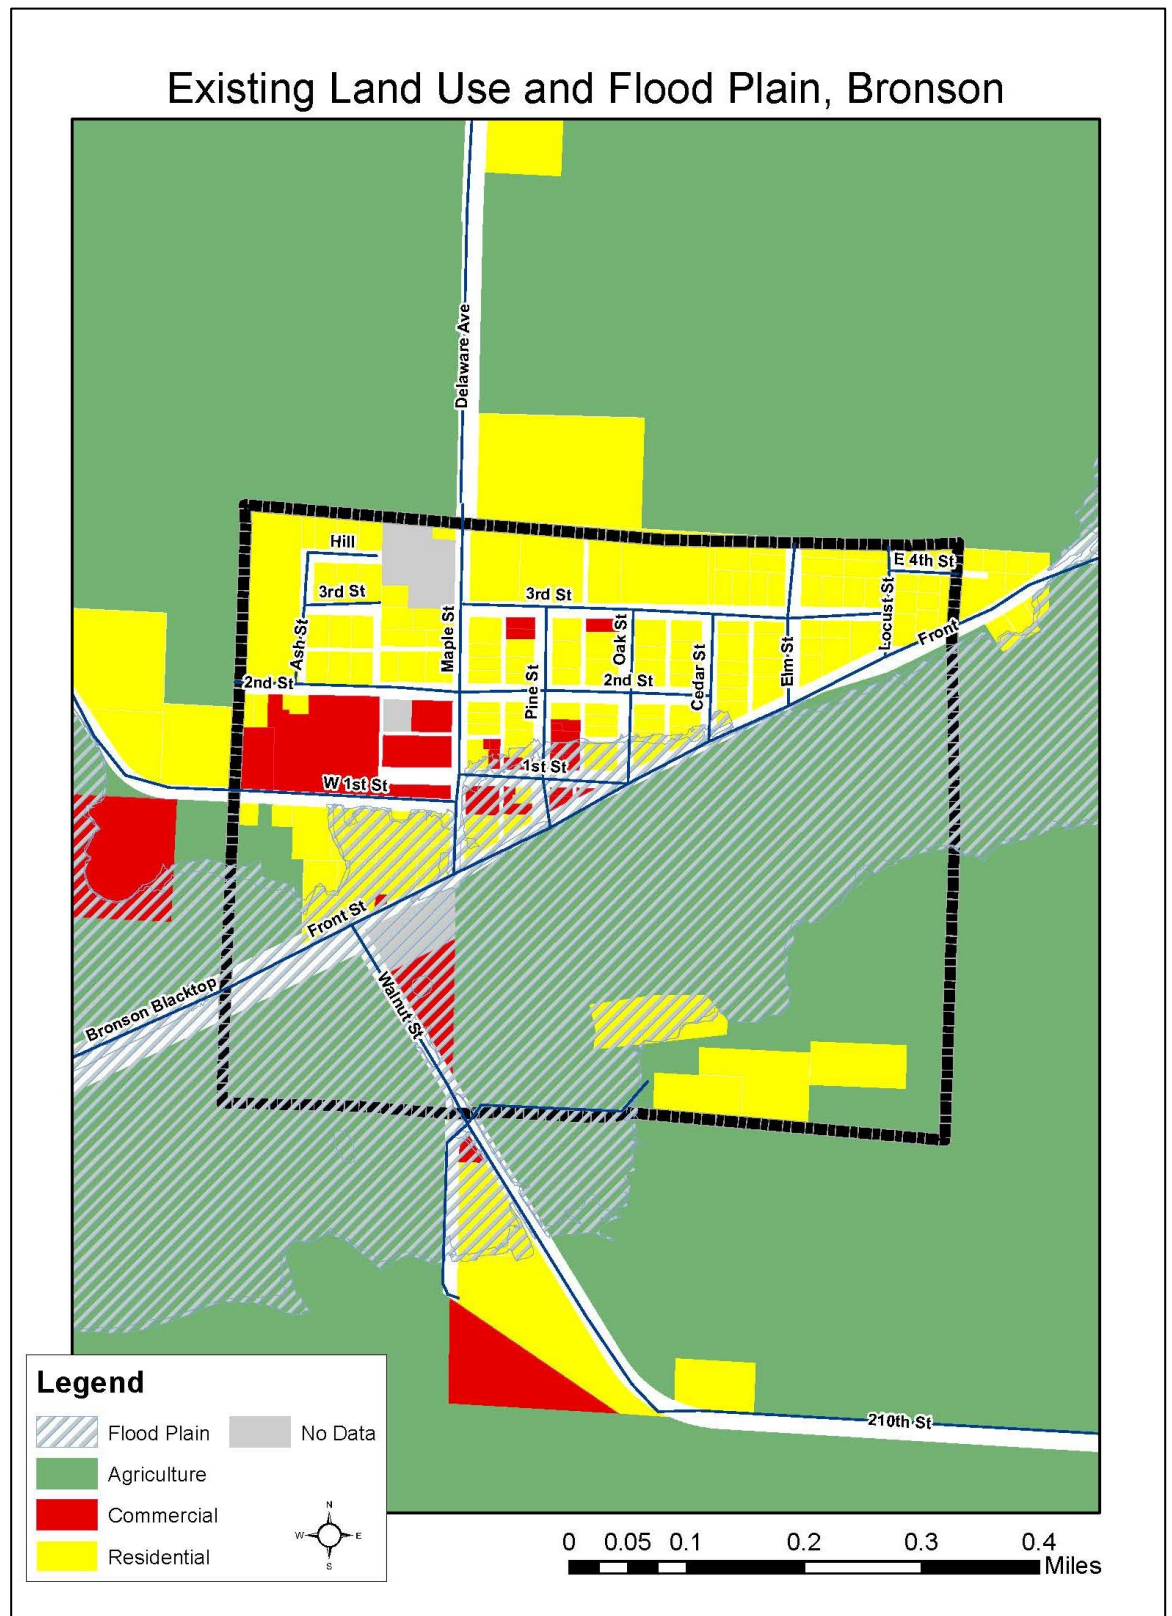 Existing Land Use and Flood Plain, Bronson
Delaware Ave
Hill
E 4th St
3rd St
3rd St
Ash St
Maple St
Oak St
Locust St
Front
2nd St
Pine St
2nd St
Cedar St
Elm St
1st St
W 1st St
Front St
Bronson Blacktop
Walnut St
210th St
Legend
Flood Plain
No Data
Agriculture
Commercial
Residential
N
W
E
S
0 0.05 0.1 0.2 0.3 0.4
Miles